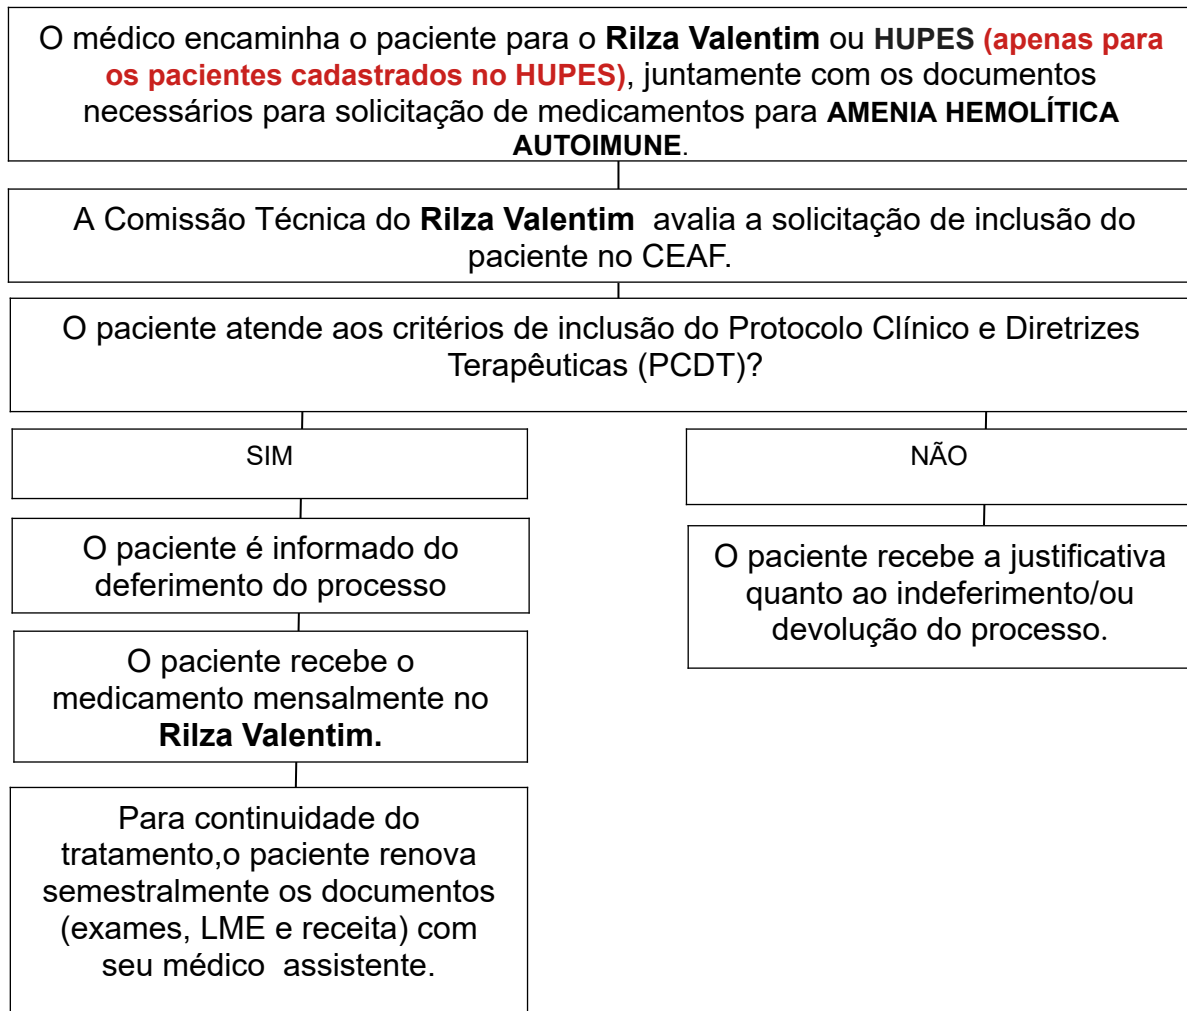 O médico encaminha o paciente para o Rilza Valentim ou HUPES (apenas para
os pacientes cadastrados no HUPES), juntamente com os documentos
necessários para solicitação de medicamentos para AMENIA HEMOLÍTICA
AUTOIMUNE.
A Comissão Técnica do Rilza Valentim avalia a solicitação de inclusão do
paciente no CEAF.
O paciente atende aos critérios de inclusão do Protocolo Clínico e Diretrizes
Terapêuticas (PCDT)?
SIM
O paciente é informado do
deferimento do processo
O paciente recebe o
medicamento mensalmente no
Rilza Valentim.
Para continuidade do
tratamento,o paciente renova
semestralmente os documentos
(exames, LME e receita) com
seu médico assistente.
NÃO
O paciente recebe a justificativa
quanto ao indeferimento/ou
devolução do processo.